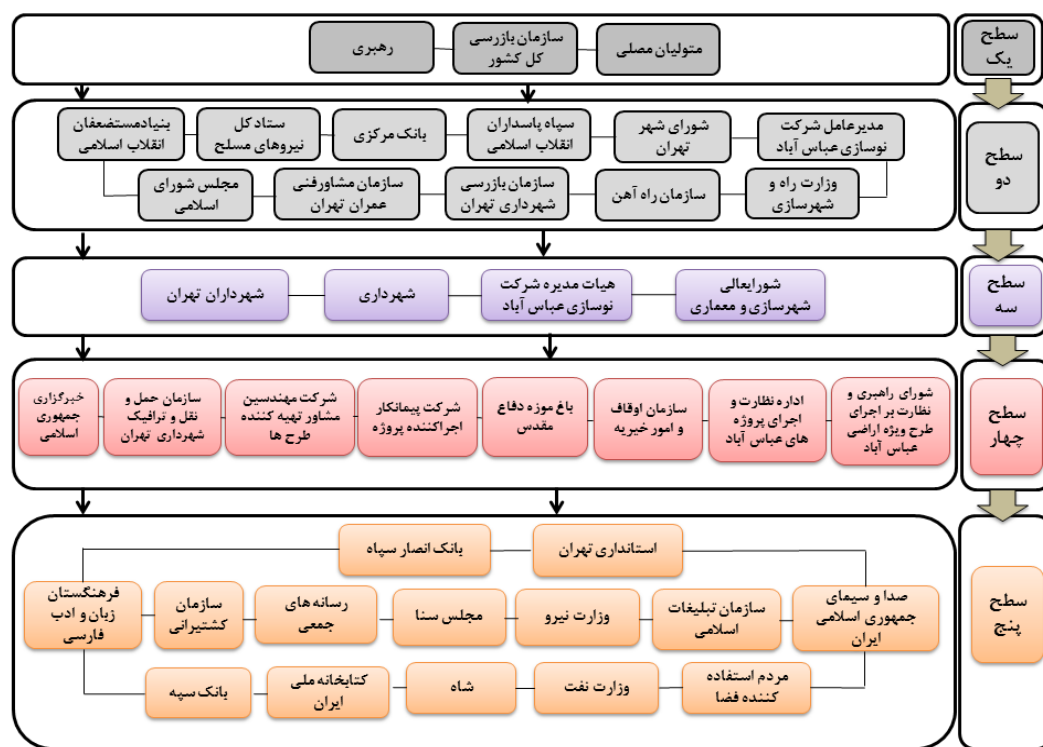 سطح
یک
متولیان مصلی
سازمان بازرسی
کل کشور
رهبری
سطح
دو
مدیرعامل شرکت
نوسازی عباس آباد
شورای شهر
تهران
سپاه پاسداران
انقلاب اسلامی
بانک مرکزی
ستاد کل
نیروهای مسلح
بنیادمستضعفان
انقلاب اسلامی
وزارت راه و
شهرسازی
سازمان راه آهن
سازمان بازرسی
شهرداری تهران
سازمان مشاورفنی
عمران تهران
مجلس شورای
اسلامی
سطح
سه
شورایعالی
شهرسازی و معماری
هیات مدیره شرکت
نوسازی عباس آباد
شهرداری
شهرداران تهران
سطح
چهار
شورای راهبری و
نظارت بر اجرای
طرح ویژه اراضی
عباس آباد
اداره نظارت و
اجرای پروژه
های عباس آباد
سازمان اوقاف
و امور خیریه
باغ موزه دفاع
مقدس
شرکت پیمانکار
اجراکننده پروژه
شرکت مهندسین
مشاور تهیه کننده
طرح ها
سازمان حمل و
نقل و ترافیک
شهرداری تهران
خبرگزاری
جمهوری
اسلامی
سطح
پنج
استانداری تهران
بانک انصار سپاه
صدا و سیمای
جمهوری اسلامی
ایران
سازمان تبلیغات
اسلامی
وزارت نیرو
مجلس سنا
رسانه های
جمعی
سازمان
کشتیرانی
فرهنگستان
زبان و ادب
فارسی
مردم استفاده
کننده فضا
وزارت نفت
شاه
کتابخانه ملی
ایران
بانک سپه